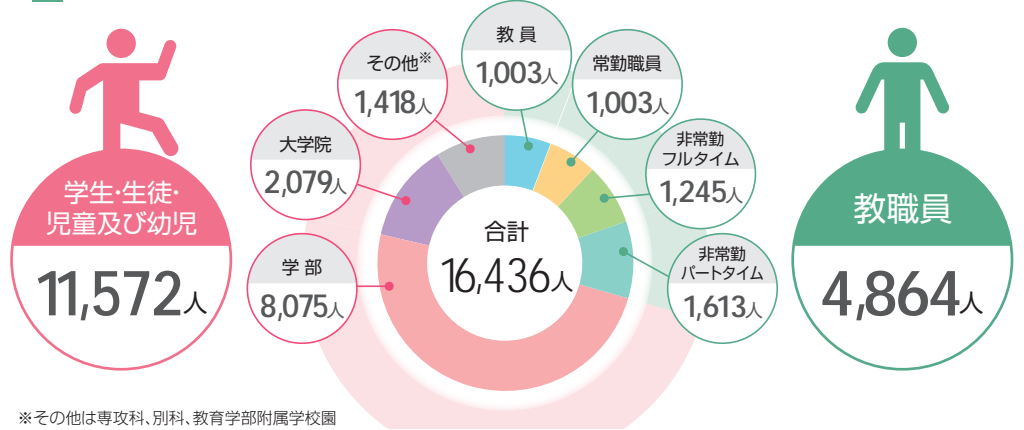 学生・生徒・
児童及び幼児
11,572人
その他※
1,418人
大学院
2,079人
学部
8,075人
教員
1,003人
常勤職員
1,003人
非常勤
フルタイム
1,245人
非常勤
パートタイム
1,613人
合計
16,436人
教職員
4,864人
※その他は専攻科、別科、教育学部附属学校園